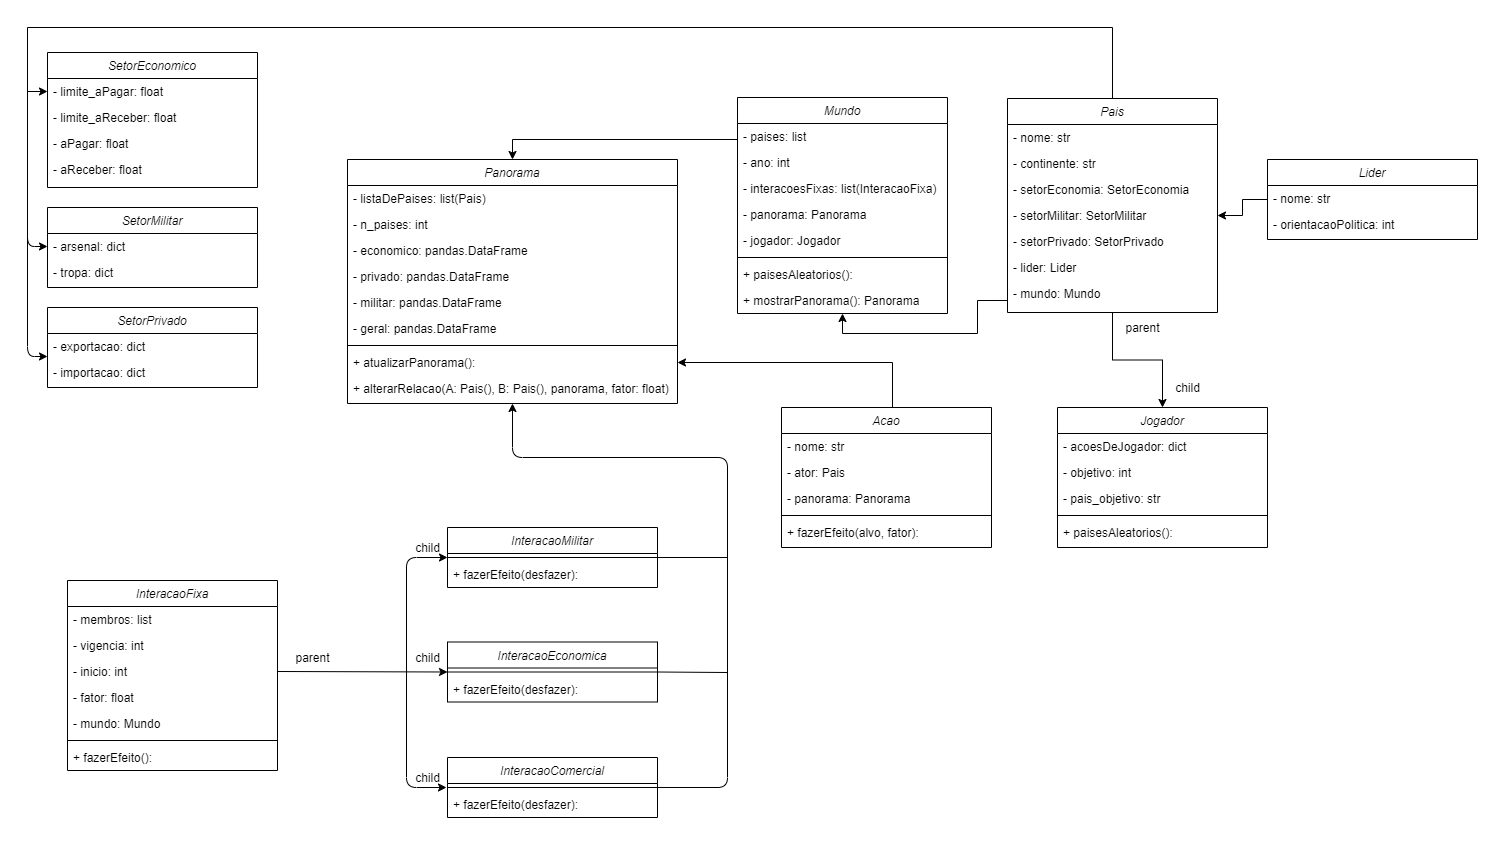 SetorEconomico
- limite_aPagar: float
- limite_aReceber: float
- aPagar: float
- aReceber: float
SetorMilitar
- arsenal: dict
- tropa: dict
SetorPrivado
- exportacao: dict
- importacao: dict
Panorama
- listaDePaises: list(Pais)
- n_paises: int
- economico: pandas.DataFrame
- privado: pandas.DataFrame
- militar: pandas.DataFrame
- geral: pandas.DataFrame
+ atualizarPanorama():
+ alterarRelacao(A: Pais(), B: Pais(), panorama, fator: float)
Mundo
- paises: list
- ano: int
- interacoesFixas: list(InteracaoFixa)
- panorama: Panorama
- jogador: Jogador
+ paisesAleatorios():
+ mostrarPanorama(): Panorama
Pais
- nome: str
- continente: str
- setorEconomia: SetorEconomia
- setorMilitar: SetorMilitar
- setorPrivado: SetorPrivado
- lider: Lider
- mundo: Mundo
Lider
- nome: str
- orientacaoPolitica: int
parent
child
Acao
- nome: str
- ator: Pais
- panorama: Panorama
+ fazerEfeito(alvo, fator):
Jogador
- acoesDeJogador: dict
- objetivo: int
- pais_objetivo: str
+ paisesAleatorios():
InteracaoFixa
- membros: list
- vigencia: int
- inicio: int
- fator: float
- mundo: Mundo
+ fazerEfeito():
parent
child
InteracaoMilitar
+ fazerEfeito(desfazer):
child
InteracaoEconomica
+ fazerEfeito(desfazer):
child
InteracaoComercial
+ fazerEfeito(desfazer):